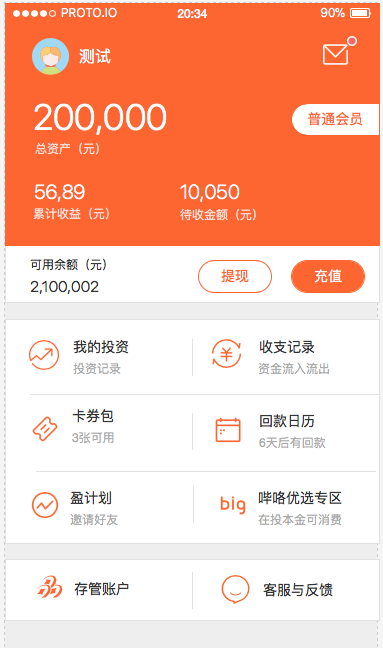 PROTO.IO 20:34 90%
测试
200,000
普通会员
总资产（元）
56,89 10,050
累计收益（元） 待收金额（元）
可用余额（元）
2,100,002
提现 充值
我的投资 收支记录
投资记录 资金流入流出
卡券包 回款日历
3张可用 6天后有回款
盈计划 big 哔咯优选专区
邀请好友 在投本金可消费
存管账户 客服与反馈